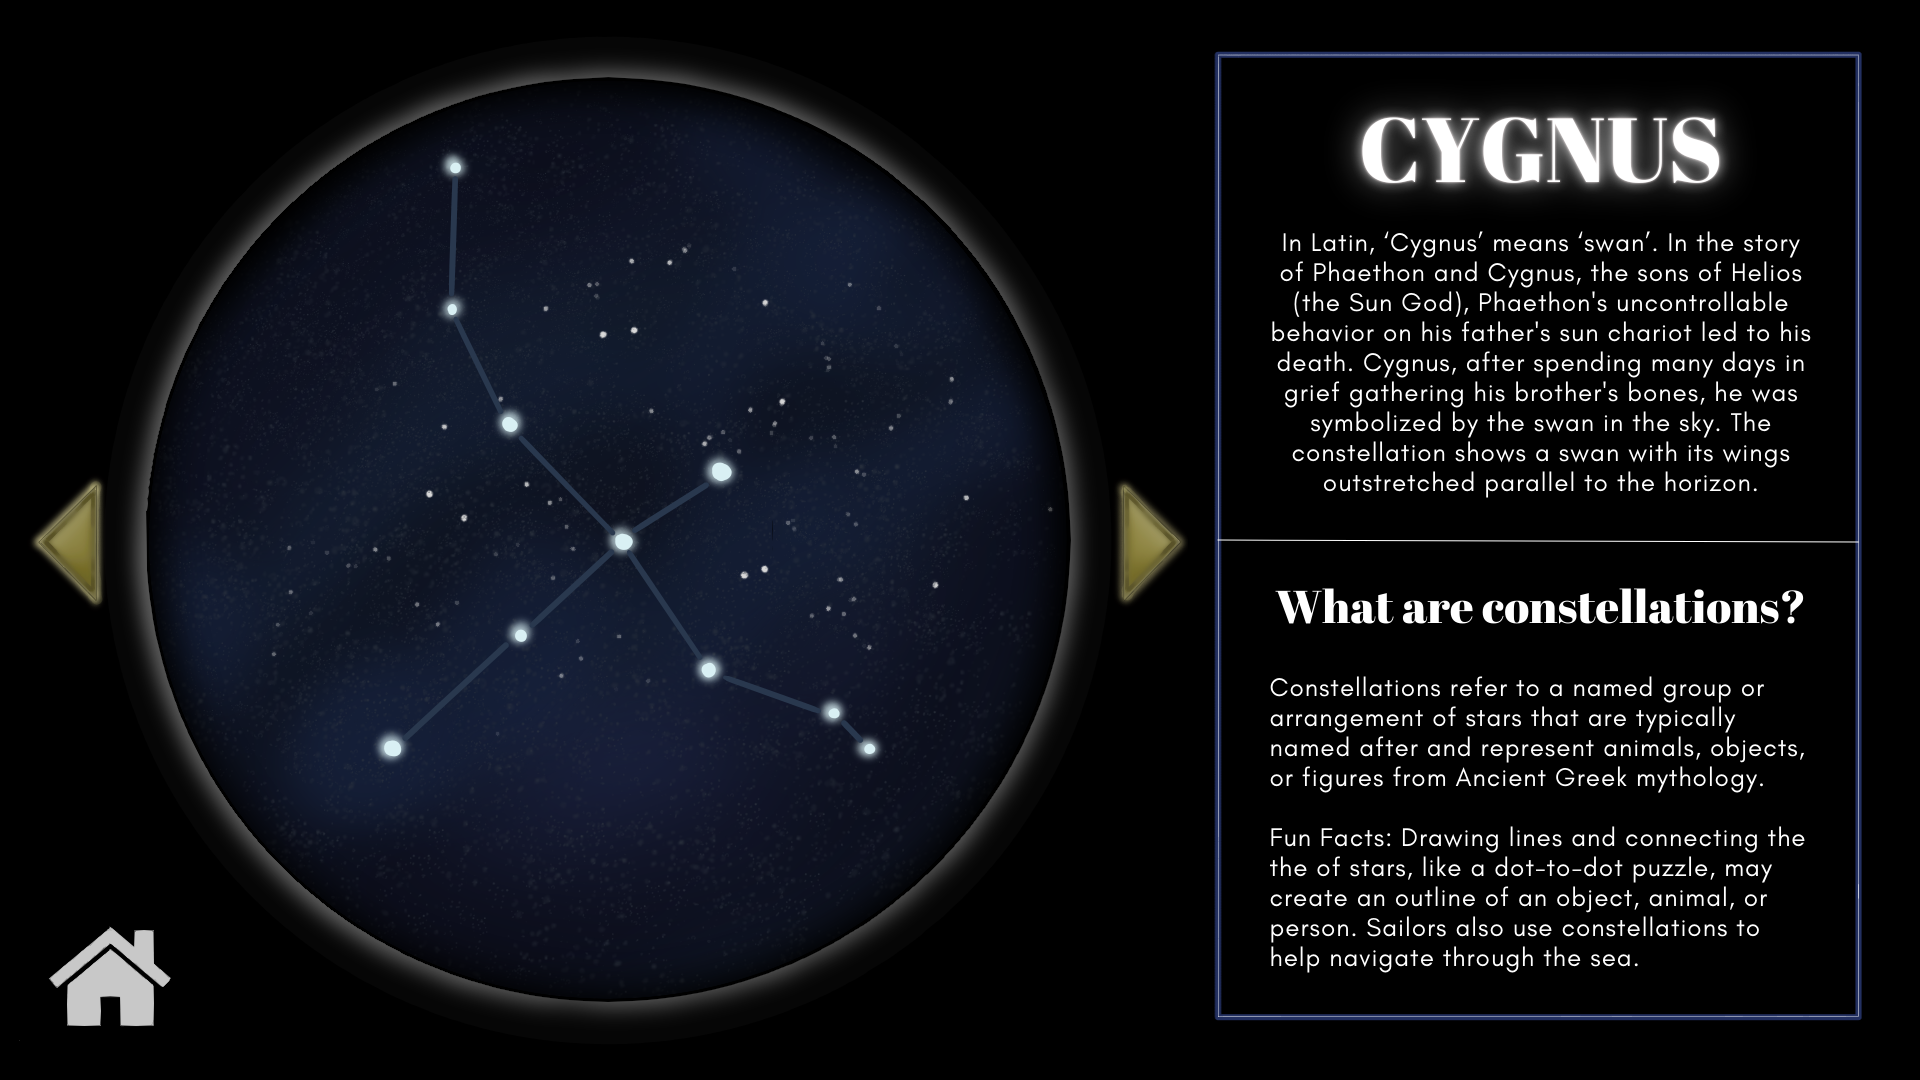 CYGNUS
In Latin, ‘Cygnus’ means ‘swan’. In the story
of Phaethon and Cygnus, the sons of Helios
(the Sun God), Phaethon's uncontrollable
behavior on his father's sun chariot led to his
death. Cygnus, after spending many days in
grief gathering his brother's bones, he was
symbolized by the swan in the sky. The
constellation shows a swan with its wings
outstretched parallel to the horizon.
What are constellations?
Constellations refer to a named group or
arrangement of stars that are typically
named after and represent animals, objects,
or figures from Ancient Greek mythology.
Fun Facts: Drawing lines and connecting the
the of stars, like a dot-to-dot puzzle, may
create an outline of an object, animal, or
person. Sailors also use constellations to
help navigate through the sea.